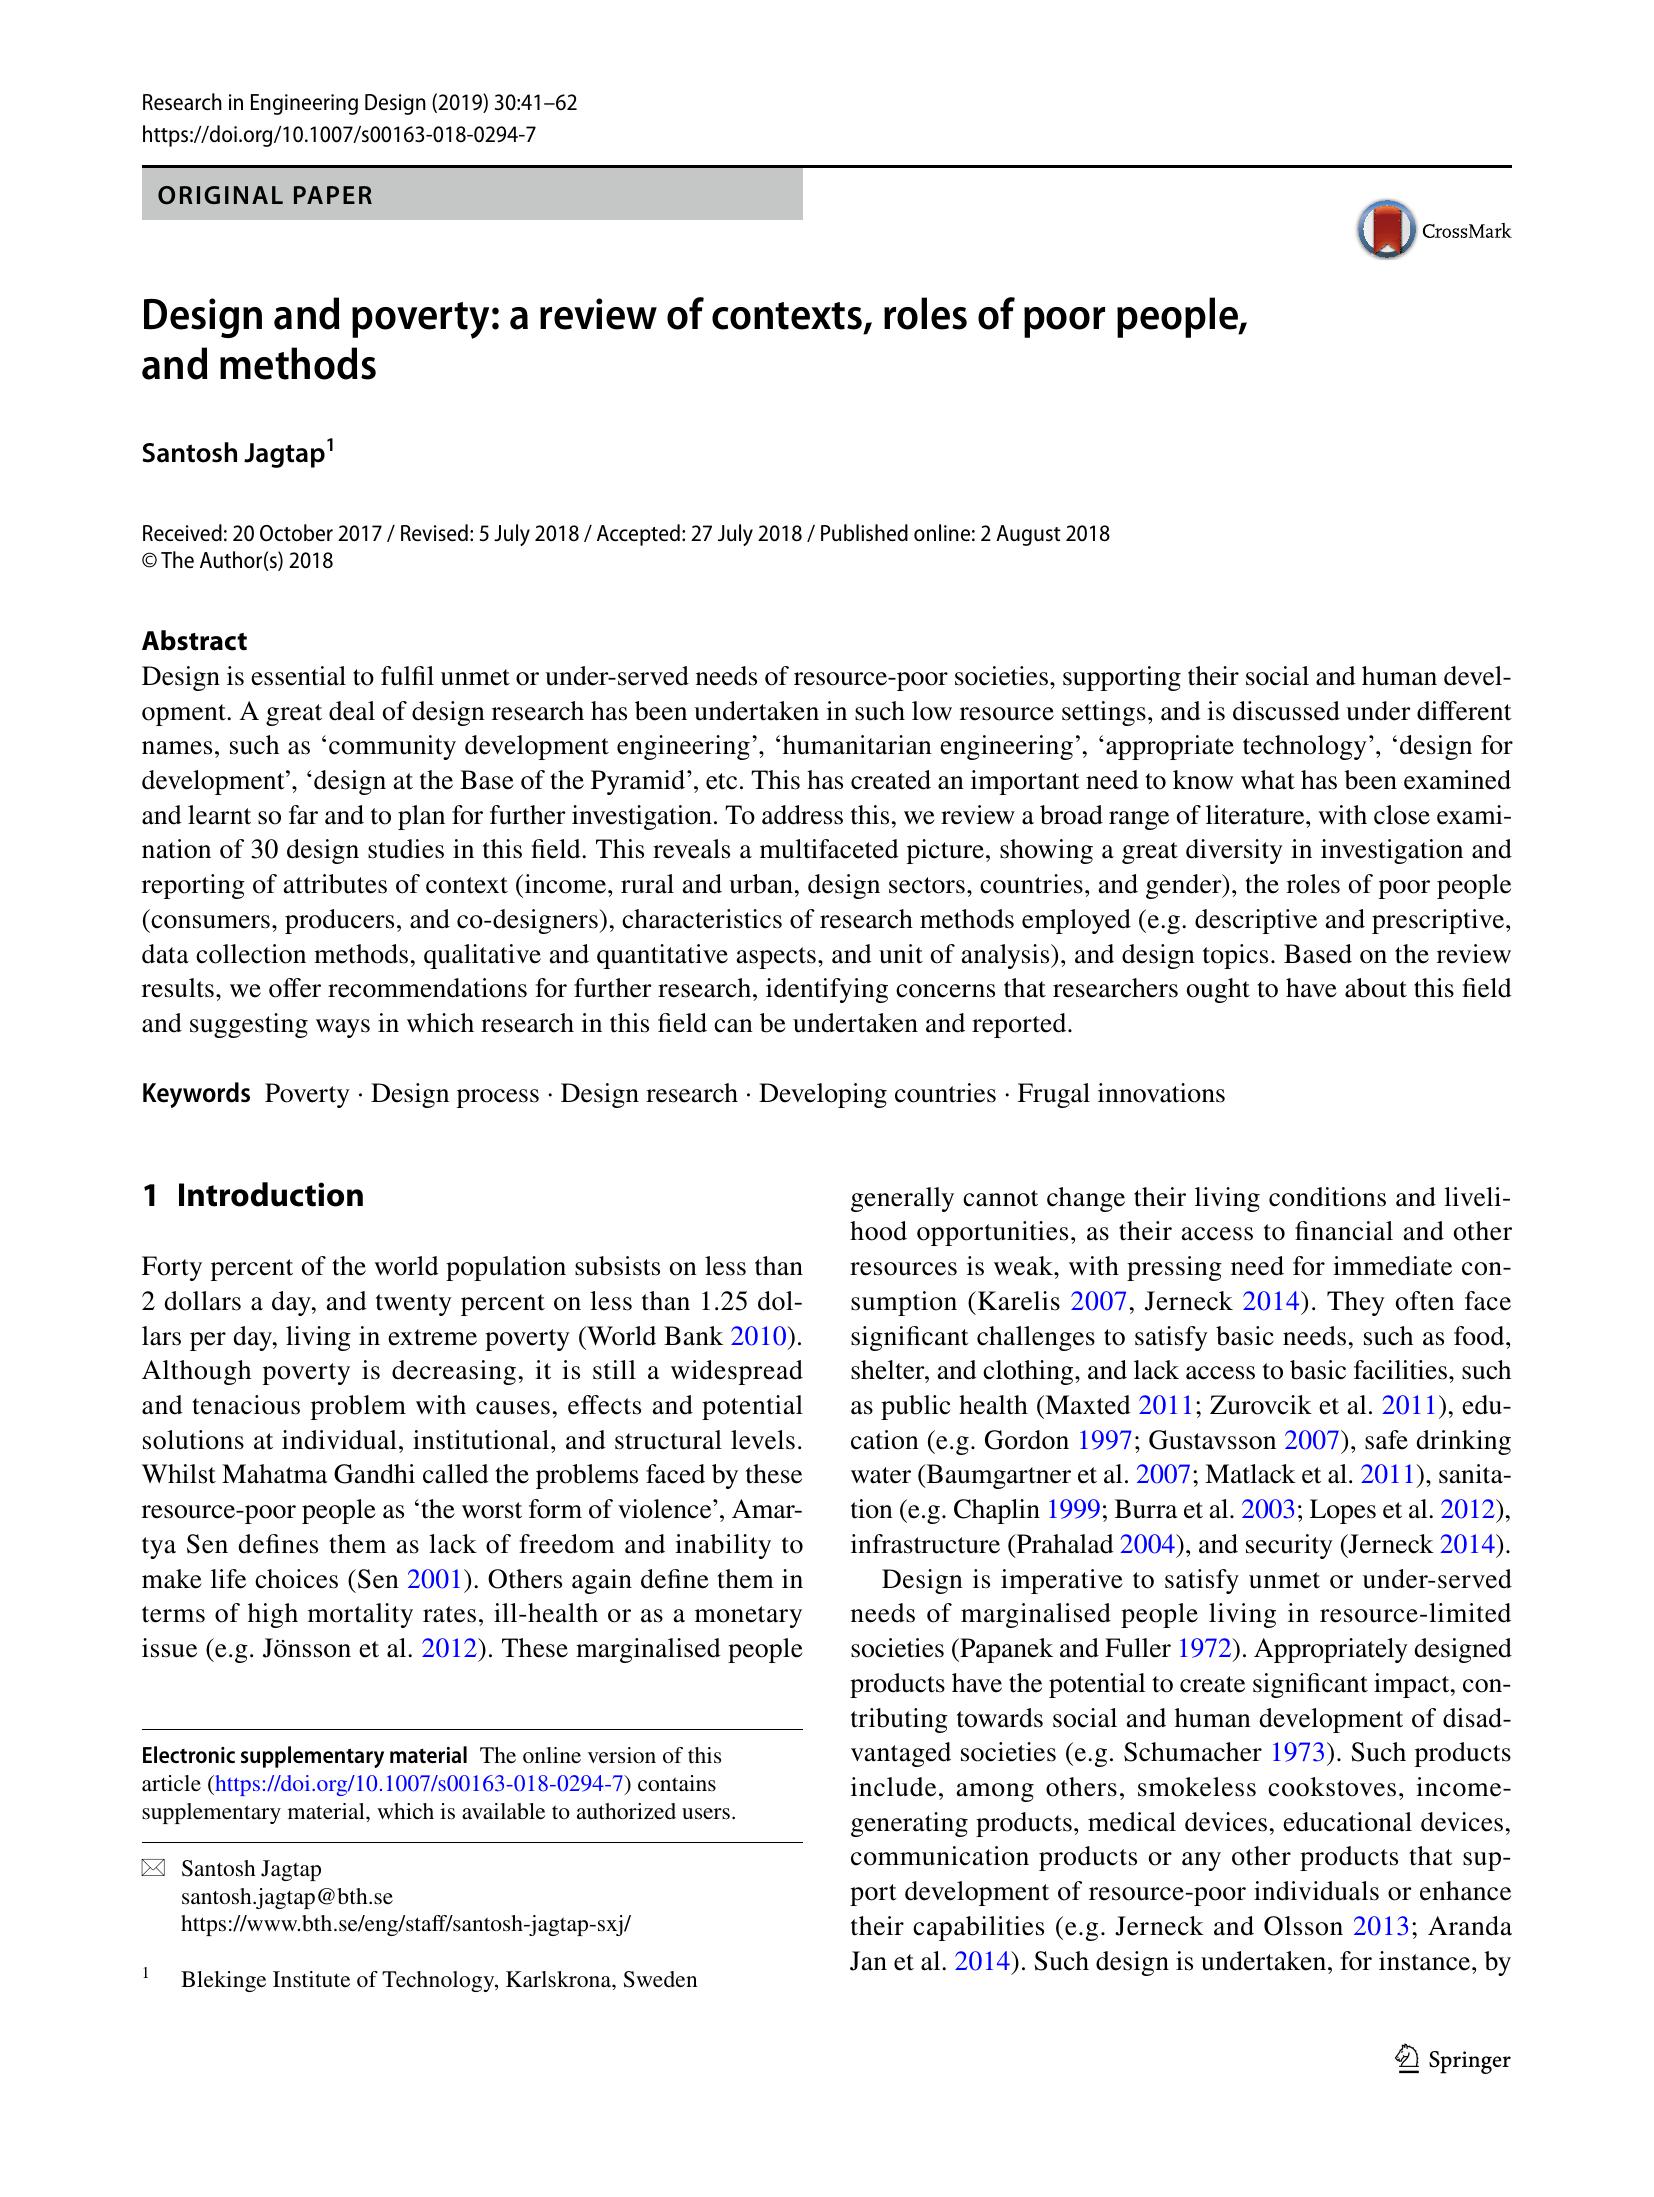 Research in Engineering Design (2019) 30:41–62
https://doi.org/10.1007/s00163-018-0294-7
ORIGINAL PAPER
CrossMark
Design and poverty: a review of contexts, roles of poor people,
and methods
Santosh Jagtap1
Received: 20 October 2017 / Revised: 5 July 2018 / Accepted: 27 July 2018 / Published online: 2 August 2018
© The Author(s) 2018
Abstract
Design is essential to fulfil unmet or under-served needs of resource-poor societies, supporting their social and human devel-
opment. A great deal of design research has been undertaken in such low resource settings, and is discussed under different
names, such as ‘community development engineering’, ‘humanitarian engineering’, ‘appropriate technology’, ‘design for
development’, ‘design at the Base of the Pyramid’, etc. This has created an important need to know what has been examined
and learnt so far and to plan for further investigation. To address this, we review a broad range of literature, with close exami-
nation of 30 design studies in this field. This reveals a multifaceted picture, showing a great diversity in investigation and
reporting of attributes of context (income, rural and urban, design sectors, countries, and gender), the roles of poor people
(consumers, producers, and co-designers), characteristics of research methods employed (e.g. descriptive and prescriptive,
data collection methods, qualitative and quantitative aspects, and unit of analysis), and design topics. Based on the review
results, we offer recommendations for further research, identifying concerns that researchers ought to have about this field
and suggesting ways in which research in this field can be undertaken and reported.
Keywords Poverty · Design process · Design research · Developing countries · Frugal innovations
1 Introduction
Forty percent of the world population subsists on less than
2 dollars a day, and twenty percent on less than 1.25 dol-
lars per day, living in extreme poverty (World Bank 2010).
Although poverty is decreasing, it is still a widespread
and tenacious problem with causes, effects and potential
solutions at individual, institutional, and structural levels.
Whilst Mahatma Gandhi called the problems faced by these
resource-poor people as ‘the worst form of violence’, Amar-
tya Sen defines them as lack of freedom and inability to
make life choices (Sen 2001). Others again define them in
terms of high mortality rates, ill-health or as a monetary
issue (e.g. Jönsson et al. 2012). These marginalised people
Electronic supplementary material The online version of this
article (https://doi.org/10.1007/s00163-018-0294-7) contains
supplementary material, which is available to authorized users.
Santosh Jagtap
santosh.jagtap@bth.se
https://www.bth.se/eng/staff/santosh-jagtap-sxj/
1 Blekinge Institute of Technology, Karlskrona, Sweden
generally cannot change their living conditions and liveli-
hood opportunities, as their access to financial and other
resources is weak, with pressing need for immediate con-
sumption (Karelis 2007, Jerneck 2014). They often face
significant challenges to satisfy basic needs, such as food,
shelter, and clothing, and lack access to basic facilities, such
as public health (Maxted 2011; Zurovcik et al. 2011), edu-
cation (e.g. Gordon 1997; Gustavsson 2007), safe drinking
water (Baumgartner et al. 2007; Matlack et al. 2011), sanita-
tion (e.g. Chaplin 1999; Burra et al. 2003; Lopes et al. 2012),
infrastructure (Prahalad 2004), and security (Jerneck 2014).
Design is imperative to satisfy unmet or under-served
needs of marginalised people living in resource-limited
societies (Papanek and Fuller 1972). Appropriately designed
products have the potential to create significant impact, con-
tributing towards social and human development of disad-
vantaged societies (e.g. Schumacher 1973). Such products
include, among others, smokeless cookstoves, income-
generating products, medical devices, educational devices,
communication products or any other products that sup-
port development of resource-poor individuals or enhance
their capabilities (e.g. Jerneck and Olsson 2013; Aranda
Jan et al. 2014). Such design is undertaken, for instance, by
Springer